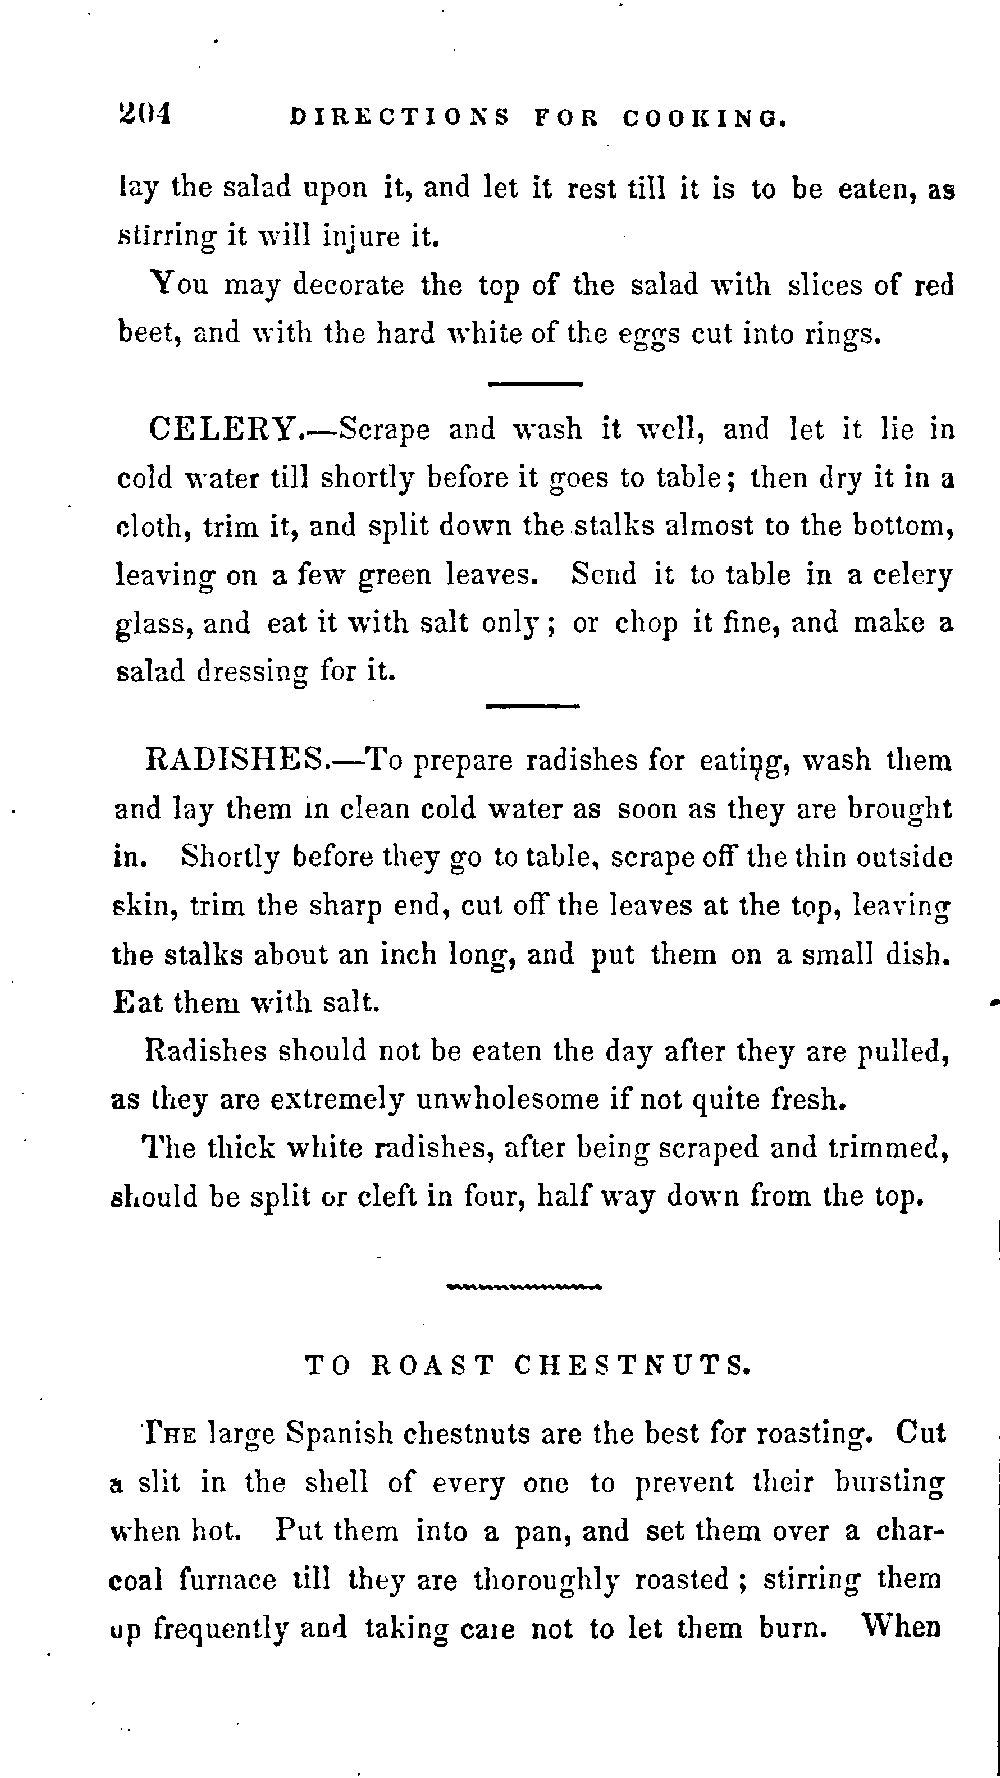 204 DIRECTIONS FOR COOKING.
lay the salad upon it, and let it rest till it is to be eaten, as
stirring it will injure it.
You may decorate the top of the salad with slices of red
beet, and with the hard white of the eggs cut into rings.
CELERY.—Scrape and wash it well, and let it lie in
cold water till shortly before it goes to table; then dry it in a
cloth, trim it, and split down the stalks almost to the bottom,
leaving on a few green leaves. Send it to table in a celery
glass, and eat it with salt only; or chop it fine, and make a
salad dressing for it.
RADISHES.—To prepare radishes for eating, wash them
and lay them in clean cold water as soon as they are brought
in. Shortly before they go to table, scrape off the thin outside
skin, trim the sharp end, cut off the leaves at the top, leaving
the stalks about an inch long, and put them on a small dish.
Eat them with salt.
Radishes should not be eaten the day after they are pulled,
as they are extremely unwholesome if not quite fresh.
The thick white radishes, after being scraped and trimmed,
should be split or cleft in four, half way down from the top.
TO ROAST CHESTNUTS.
THE large Spanish chestnuts are the best for roasting. Cut
a slit in the shell of every one to prevent their bursting
when hot. Put them into a pan, and set them over a char-
coal furnace till they are thoroughly roasted; stirring them
up frequently and taking care not to let them burn. When